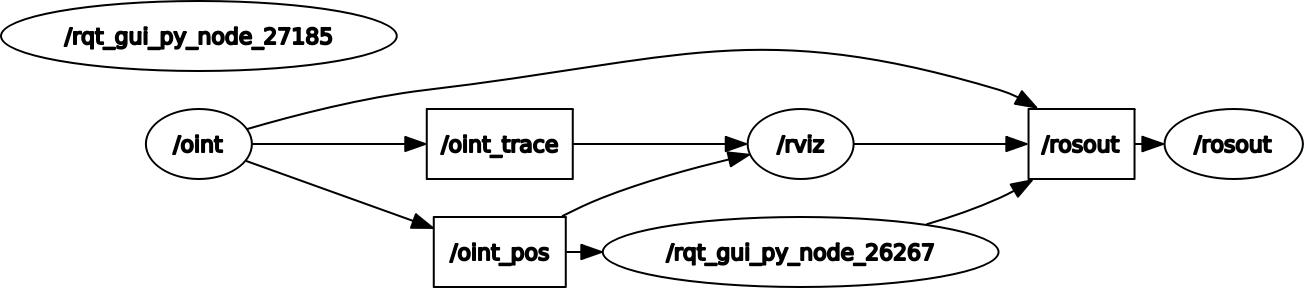 /rqt_gui_py_node_27185
/oint
/oint_trace
/rviz
/rosout
/rosout
/oint_pos
/rqt_gui_py_node_26267